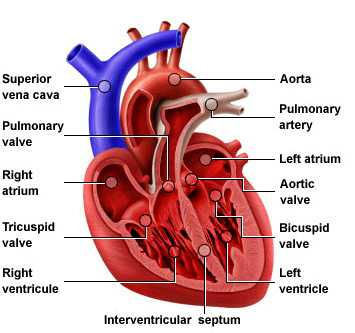 Superior
vena cava
Pulmonary
valve
Right
atrium
Tricuspid
valve
Right
ventricule
Interventricular septum
Aorta
Pulmonary
artery
Left atrium
Aortic
valve
Bicuspid
valve
Left
ventricle